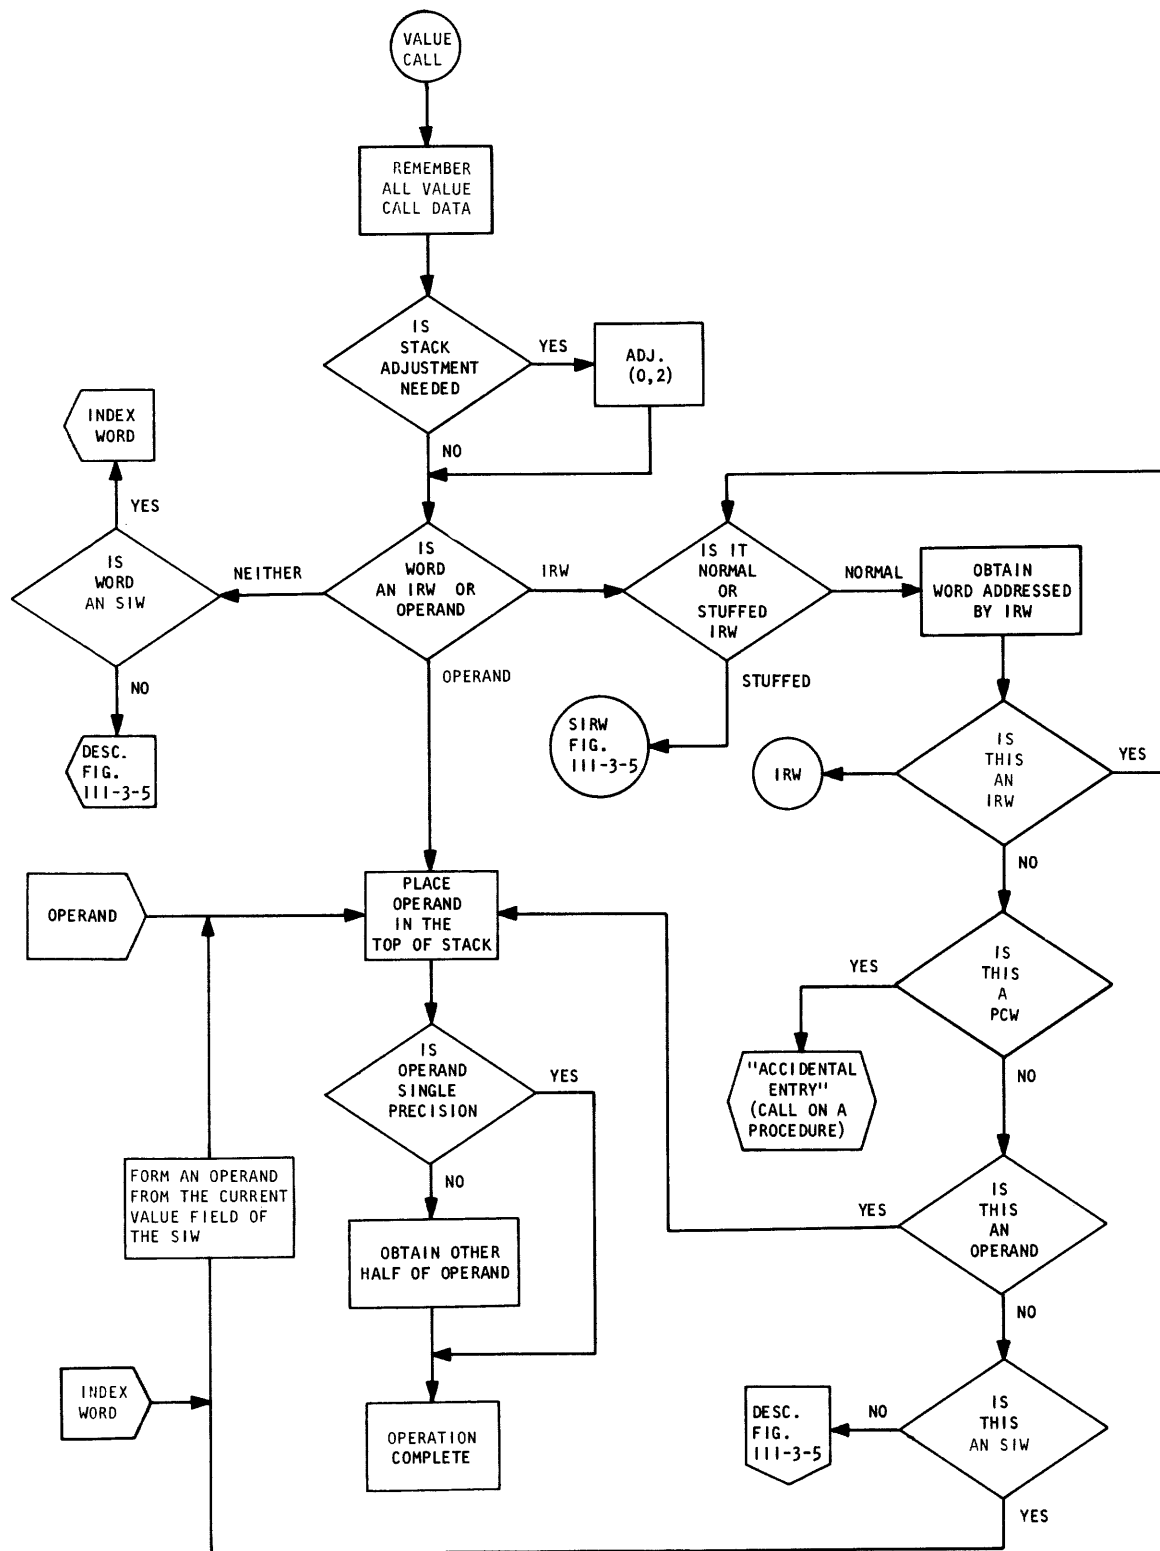 VALUE
CALL
REMEMBER
ALL VALUE
CALL DATA
IS
STACK
ADJUSTMENT
NEEDED
YES
ADJ.
(0,2)
NO
INDEX
WORD
YES
IS
WORD
AN SIW
NEITHER
IS
WORD
AN IRW OR
OPERAND
IRW
IS IT
NORMAL
OR
STUFFED
IRW
NORMAL
OBTAIN
WORD ADDRESSED
BY IRW
NO
OPERAND
STUFFED
DESC.
FIG.
III-3-5
SIRW
FIG.
III-3-5
IRW
IS
THIS
AN
IRW
YES
NO
OPERAND
PLACE
OPERAND
IN THE
TOP OF STACK
YES
IS
THIS
A
PCW
NO
"ACCIDENTAL
ENTRY"
(CALL ON A
PROCEDURE)
IS
OPERAND
SINGLE
PRECISION
YES
NO
FORM AN OPERAND
FROM THE CURRENT
VALUE FIELD OF
THE SIW
OBTAIN OTHER
HALF OF OPERAND
YES
IS
THIS
AN
OPERAND
NO
INDEX
WORD
OPERATION
COMPLETE
DESC.
FIG.
III-3-5
NO
IS
THIS
AN SIW
YES